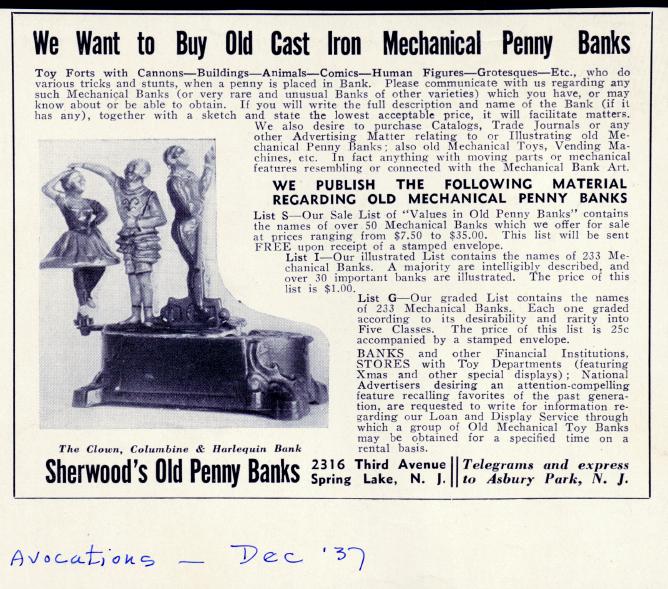 We Want to Buy Old Cast Iron Mechanical Penny Banks
Toy Forts with Cannons—Buildings—Animals—Comics—Human Figures—Grotesques—Etc., who do
various tricks and stunts, when a penny is placed in Bank. Please communicate with us regarding any
such Mechanical Banks (or very rare and unusual Banks of other varieties) which you have, or may
know about or be able to obtain. If you will write the full description and name of the Bank (if it
has any), together with a sketch and state the lowest acceptable price, it will facilitate matters.
We also desire to purchase Catalogs, Trade Journals or any
other Advertising Matter relating to or Illustrating old Me-
chanical Penny Banks; also old Mechanical Toys, Vending Ma-
chines, etc. In fact anything with moving parts or mechanical
features resembling or connected with the Mechanical Bank Art.
WE PUBLISH THE FOLLOWING MATERIAL
REGARDING OLD MECHANICAL PENNY BANKS
List S—Our Sale List of "Values in Old Penny Banks" contains
the names of over 50 Mechanical Banks which we offer for sale
at prices ranging from $7.50 to $35.00. This list will be sent
FREE upon receipt of a stamped envelope.
List I—Our illustrated List contains the names of 233 Me-
chanical Banks. A majority are intelligibly described, and
over 30 important banks are illustrated. The price of this
list is $1.00.
List G—Our graded List contains the names
of 233 Mechanical Banks. Each one graded
according to its desirability and rarity into
Five Classes. The price of this list is 25c
accompanied by a stamped envelope.
BANKS and other Financial Institutions,
STORES with Toy Departments (featuring
Xmas and other special displays); National
Advertisers desiring an attention-compelling
feature recalling favorites of the past genera-
tion, are requested to write for information re-
garding our Loan and Display Service through
which a group of Old Mechanical Toy Banks
may be obtained for a specified time on a
rental basis.
The Clown, Columbine & Harlequin Bank
Sherwood's Old Penny Banks
2316 Third Avenue
Spring Lake, N. J.
Telegrams and express
to Asbury Park, N. J.
Avocations — Dec '37